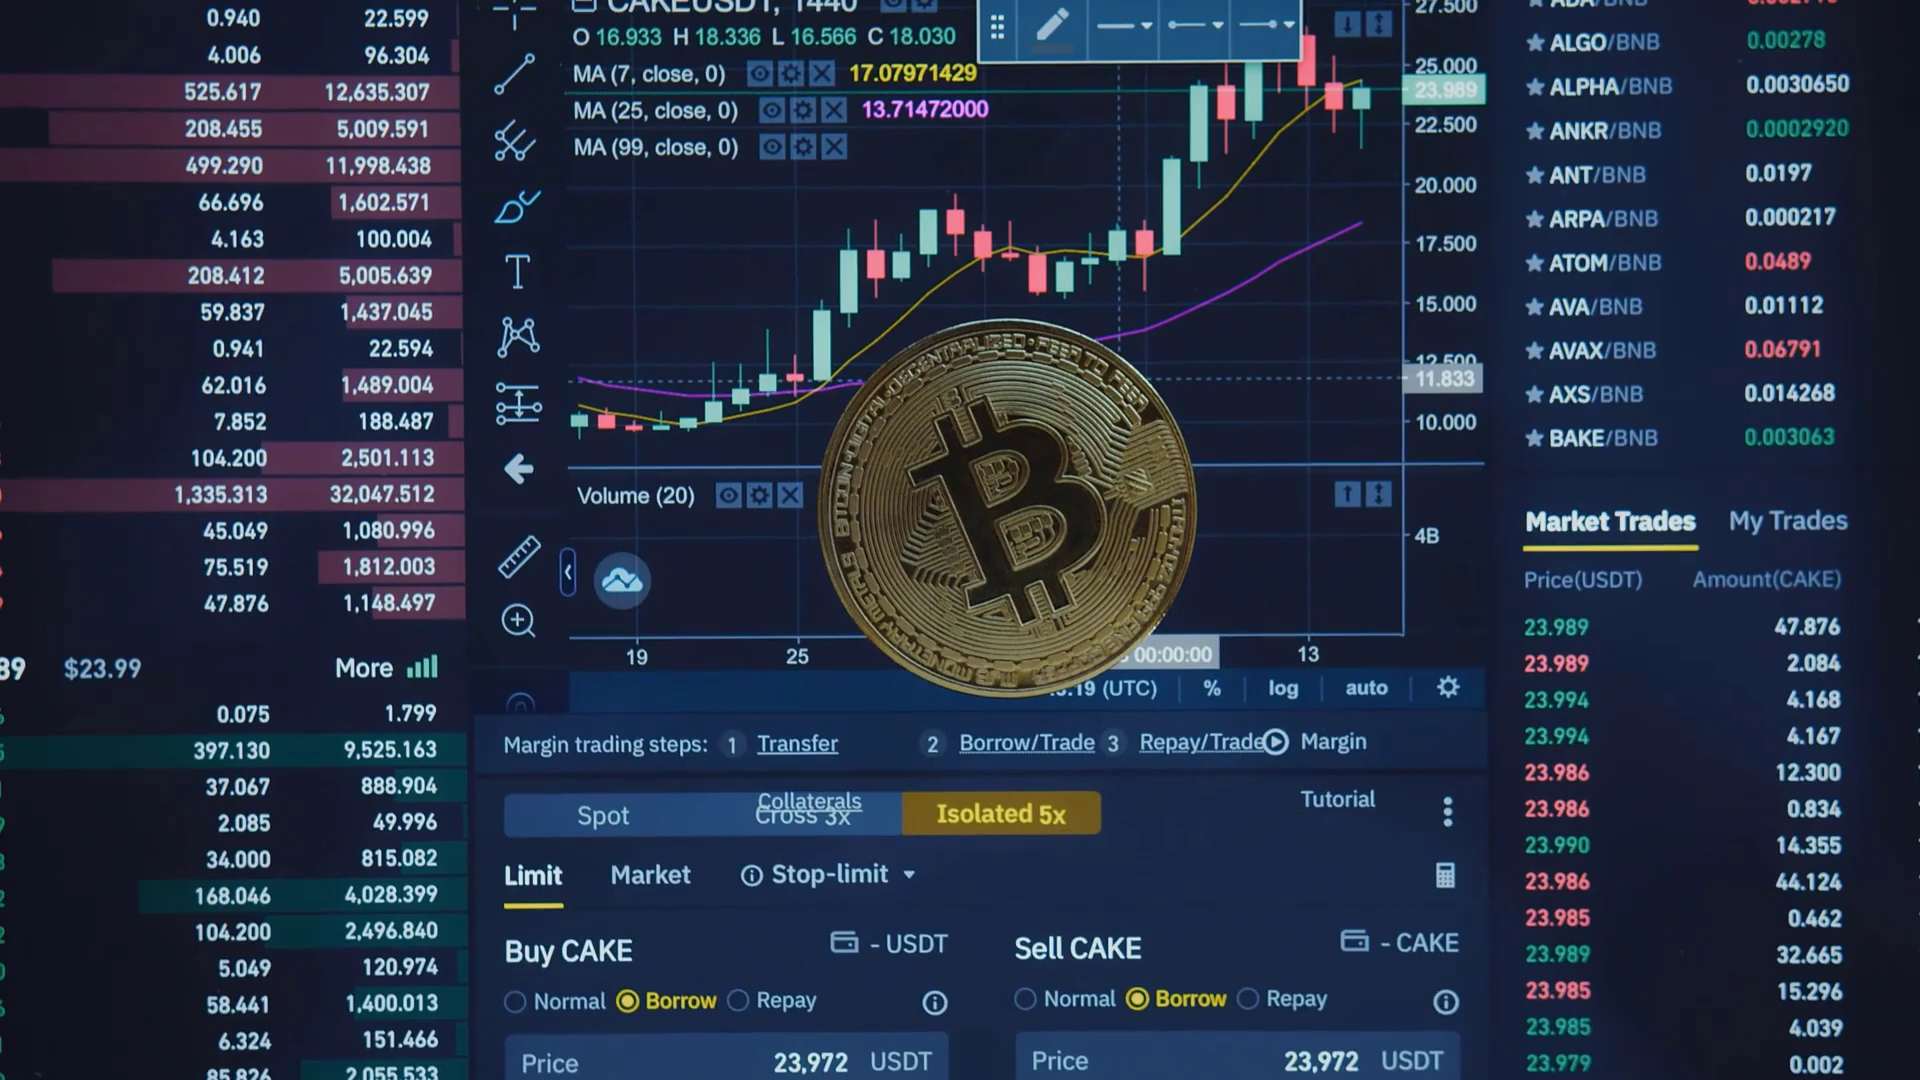 0.940 22.599
4.006 96.304
525.617 12,635.307
208.455 5,009.591
499.290 11,998.438
66.696 1,602.571
4.163 100.004
208.412 5,005.639
59.837 1,437.045
0.941 22.594
62.016 1,489.004
7.852 188.487
104.200 2,501.113
1,335.313 32,047.512
45.049 1,080.996
75.519 1,812.003
47.876 1,148.497
89 $23.99 More
0.075 1.799
397.130 9,525.163
37.067 888.904
2.085 49.996
34.000 815.082
168.046 4,028.399
104.200 2,496.840
5.049 120.974
58.441 1,400.013
6.324 151.466
85.826 2,055.533
CAKEUSDT, 1440
O 16.933 H 18.336 L 16.566 C 18.030
MA (7, close, 0) 17.07971429
MA (25, close, 0) 13.71472000
MA (99, close, 0)
27.500
25.000
23.989
22.500
20.000
17.500
15.000
12.500
11.833
10.000
Volume (20)
4B
19 25 00:00:00 13
:19 (UTC) % log auto
BITCOIN·DIGITAL·DECENTRALIZED·PEER TO PEER
B
Margin trading steps: 1 Transfer 2 Borrow/Trade 3 Repay/Trade Margin
Collaterals
Tutorial
Spot Cross 3x Isolated 5x
Limit Market Stop-limit
Buy CAKE - USDT
Normal Borrow Repay
Price 23,972 USDT
Sell CAKE - CAKE
Normal Borrow Repay
Price 23,972 USDT
ADA/BNB
ALGO/BNB 0.00278
ALPHA/BNB 0.0030650
ANKR/BNB 0.0002920
ANT/BNB 0.0197
ARPA/BNB 0.000217
ATOM/BNB 0.0489
AVA/BNB 0.01112
AVAX/BNB 0.06791
AXS/BNB 0.014268
BAKE/BNB 0.003063
Market Trades My Trades
Price(USDT) Amount(CAKE)
23.989 47.876
23.989 2.084
23.994 4.168
23.994 4.167
23.986 12.300
23.986 0.834
23.990 14.355
23.986 44.124
23.985 0.462
23.989 32.665
23.985 15.296
23.985 4.039
23.979 0.002